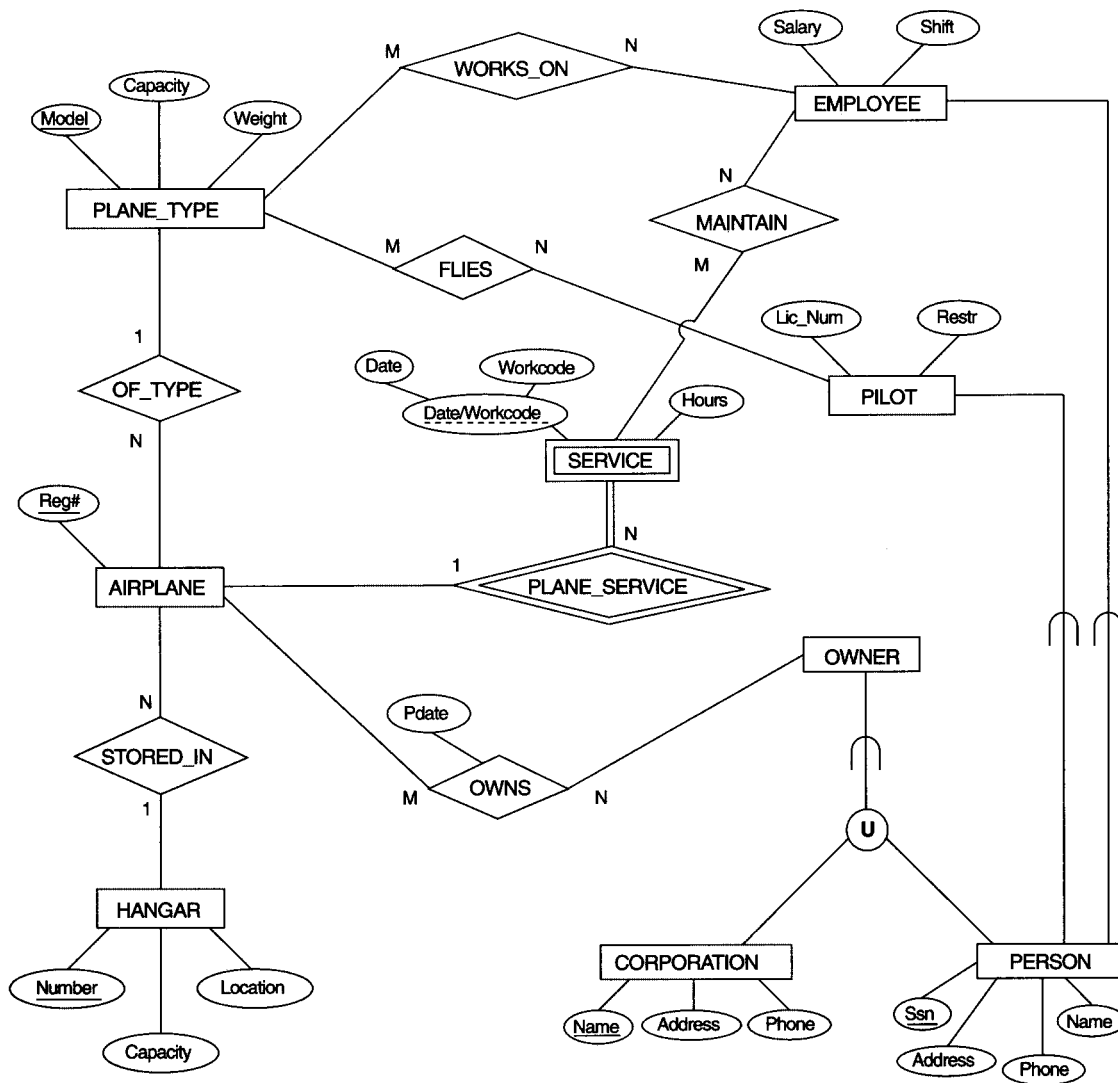 Salary
Shift
M
N
WORKS_ON
EMPLOYEE
Capacity
Model
Weight
PLANE_TYPE
N
MAINTAIN
M
N
FLIES
M
Lic_Num
Restr
1
OF_TYPE
Date
Workcode
PILOT
Date/Workcode
Hours
N
SERVICE
Reg#
N
1
PLANE_SERVICE
AIRPLANE
OWNER
N
Pdate
STORED_IN
OWNS
M
N
1
U
HANGAR
CORPORATION
PERSON
Number
Location
Ssn
Name
Name
Address
Phone
Capacity
Address
Phone